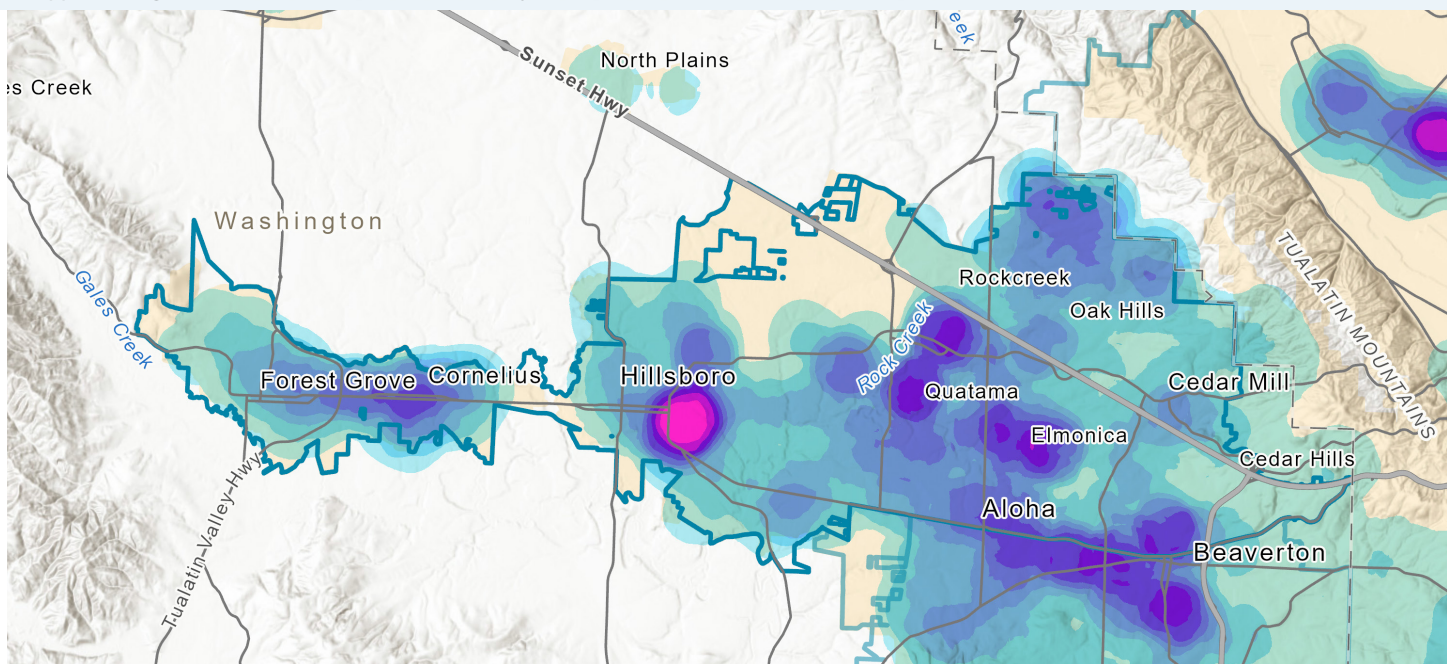 eek
North Plains
es Creek
Sunset Hwy
Washington
TUALATIN MOUNTAINS
Rockcreek
Oak Hills
Gales Creek
Rock Creek
Forest Grove
Cornelius
Hillsboro
Cedar Mill
Quatama
Elmonica
Cedar Hills
Tualatin-Valley-Hwy
Aloha
Beaverton